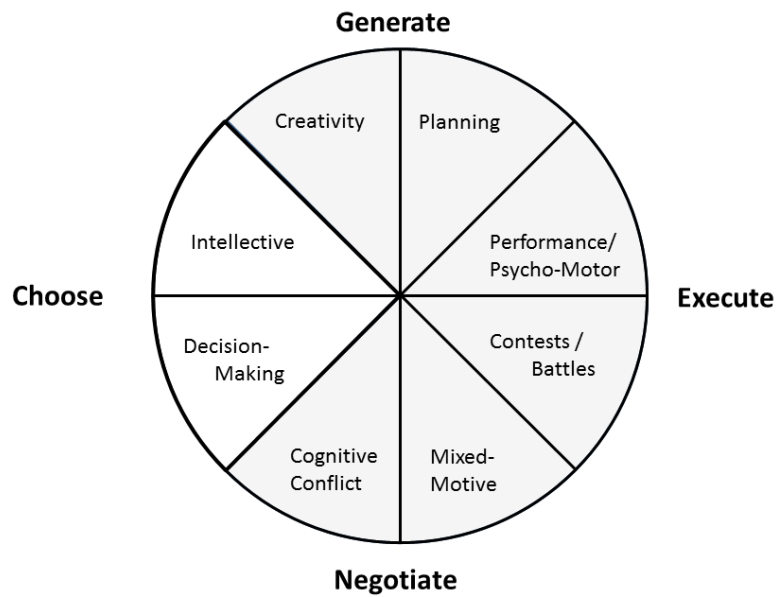 Generate
Creativity
Planning
Intellective
Performance/
Psycho-Motor
Choose
Execute
Decision-
Making
Contests /
Battles
Cognitive
Conflict
Mixed-
Motive
Negotiate